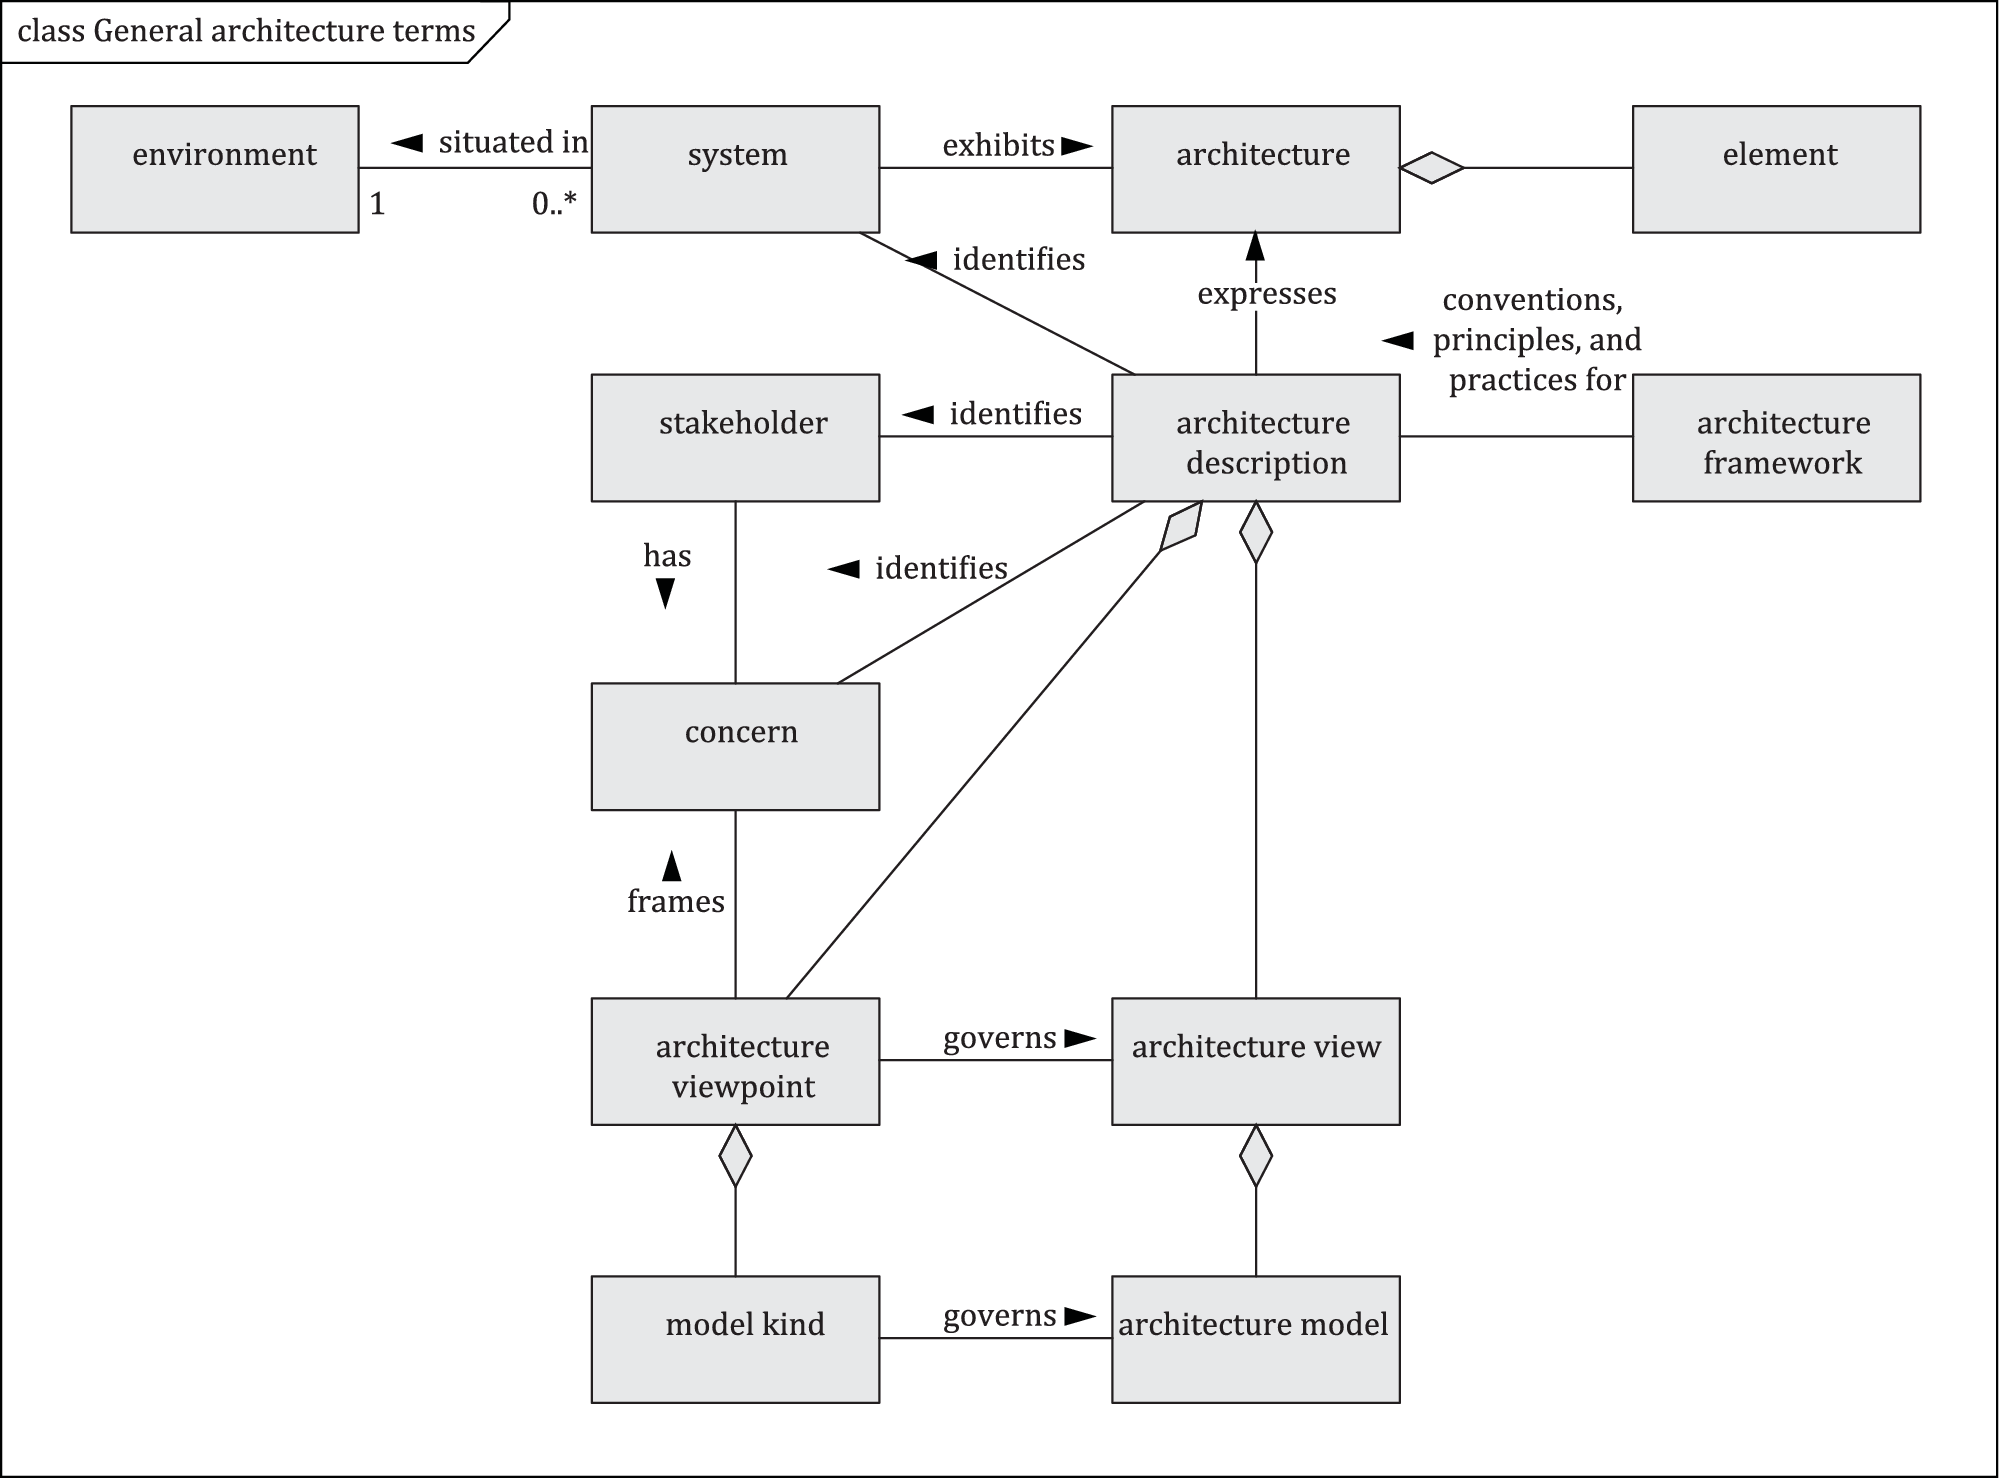 class General architecture terms
environment
situated in
1
0..*
system
exhibits
architecture
element
identifies
expresses
conventions,
principles, and
practices for
stakeholder
identifies
architecture
description
architecture
framework
has
identifies
concern
frames
architecture
viewpoint
governs
architecture view
model kind
governs
architecture model